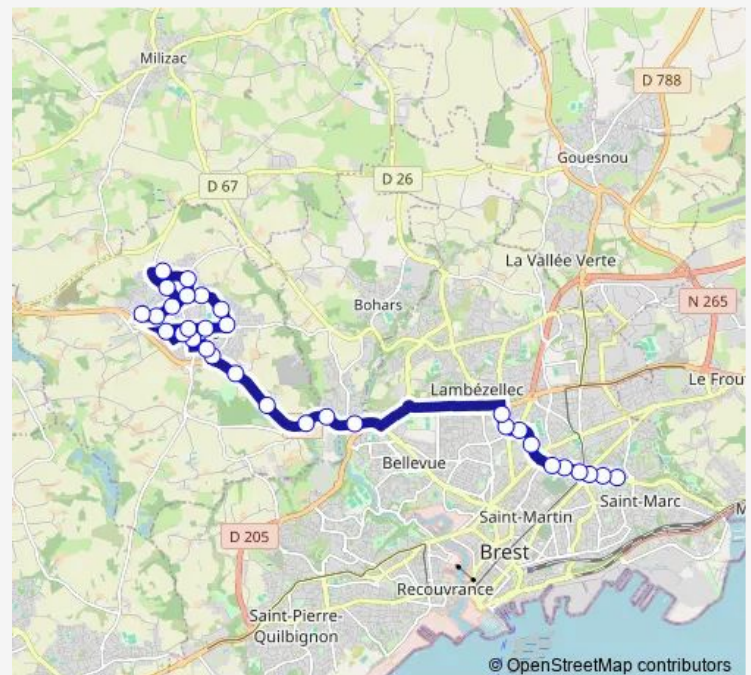 Milizac
D 788
Gouesnou
D 67
D 26
La Vallée Verte
Bohars
N 265
Lambézellec
Le Frou
Bellevue
Saint-Marc
Saint-Martin
D 205
Brest
Recouvrance
Saint-Pierre-
Quilbignon
© OpenStreetMap contributors